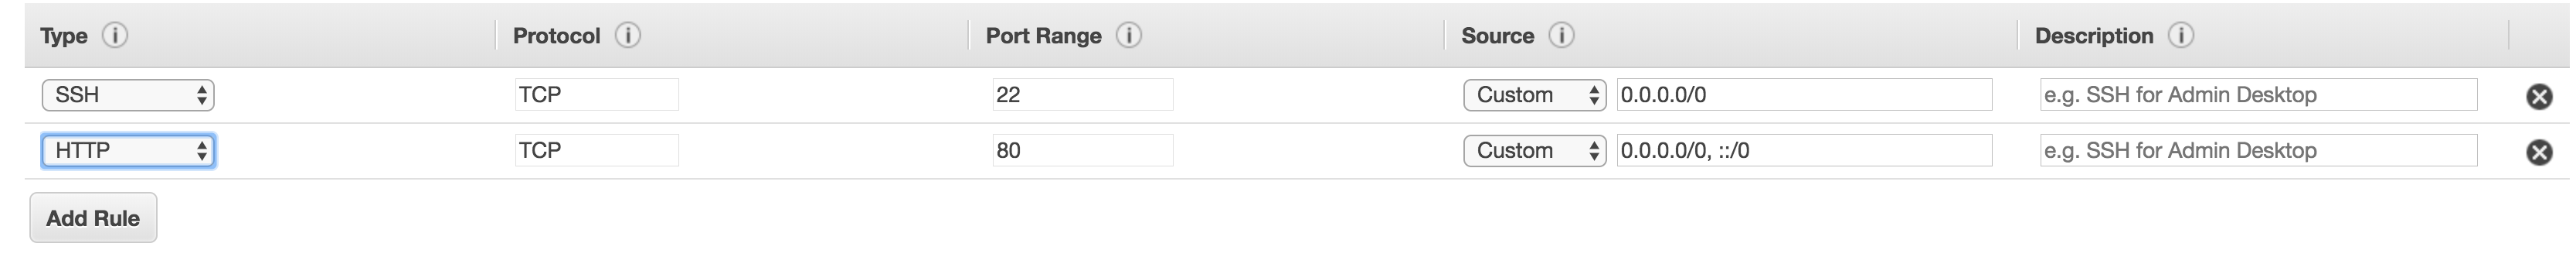 Type Protocol Port Range Source Description
SSH TCP 22 Custom 0.0.0.0/0 e.g. SSH for Admin Desktop
HTTP TCP 80 Custom 0.0.0.0/0, ::/0 e.g. SSH for Admin Desktop
Add Rule